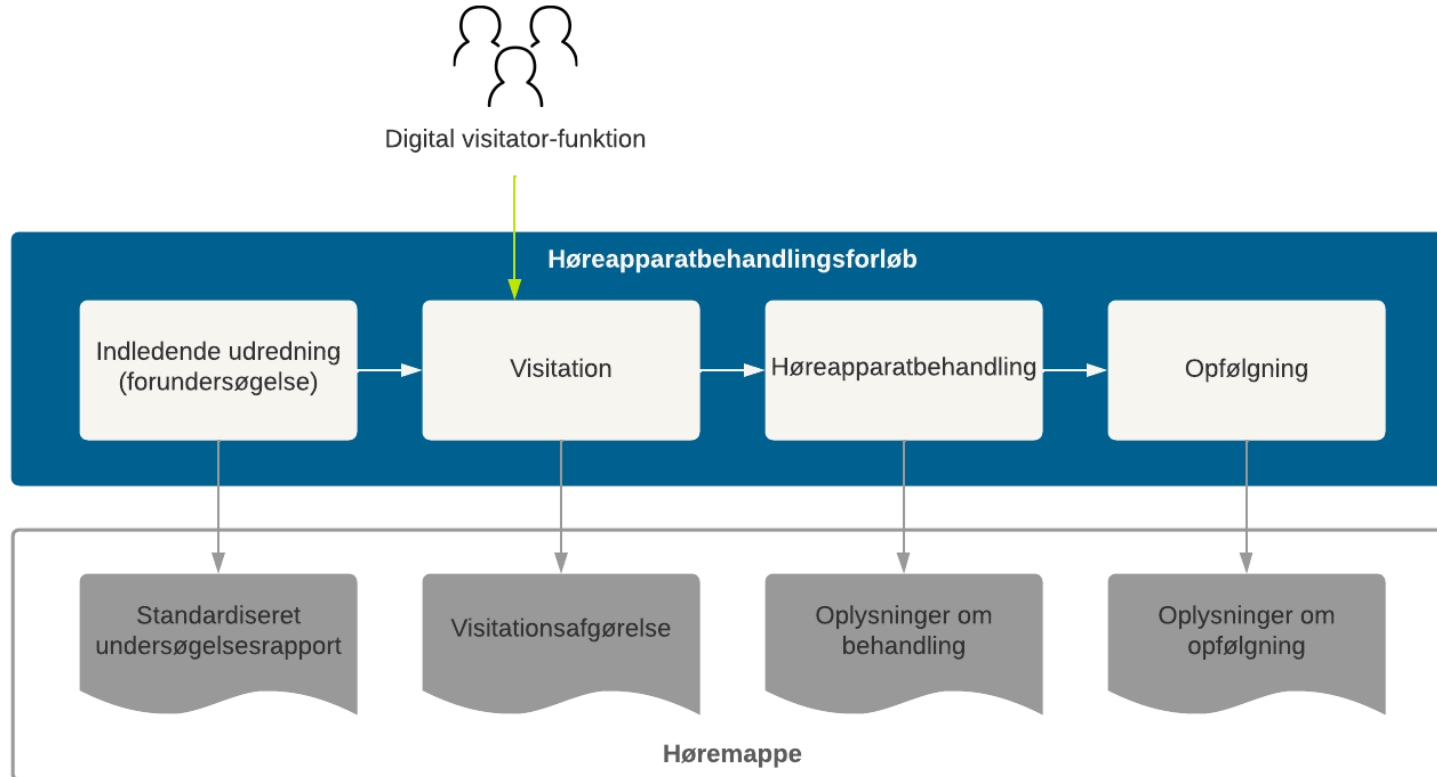 Digital visitator-funktion
Høreapparatbehandlingsforløb
Indledende udredning
(forundersøgelse)
Visitation
Høreapparatbehandling
Opfølgning
Standardiseret
undersøgelsesrapport
Visitationsafgørelse
Oplysninger om
behandling
Oplysninger om
opfølgning
Høremappe